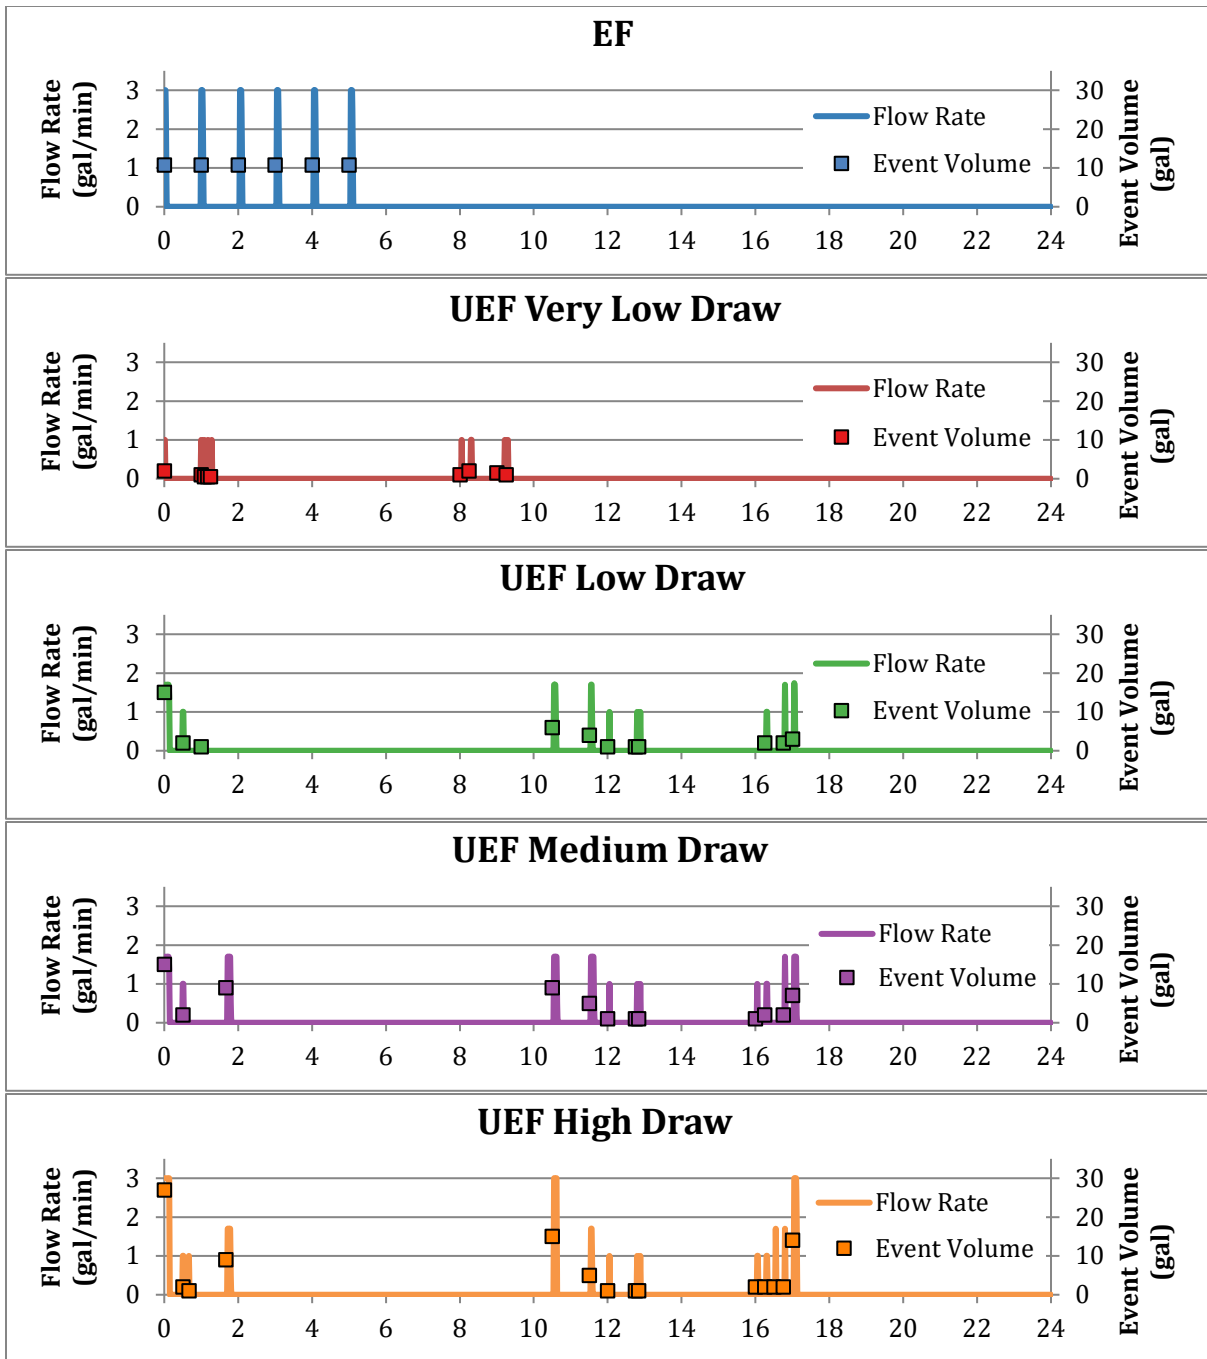 EF
Flow Rate
(gal/min)
3
2
1
0
Flow Rate
Event Volume
30
20
10
0
Event Volume
(gal)
0 2 4 6 8 10 12 14 16 18 20 22 24
UEF Very Low Draw
Flow Rate
(gal/min)
3
2
1
0
Flow Rate
Event Volume
30
20
10
0
Event Volume
(gal)
0 2 4 6 8 10 12 14 16 18 20 22 24
UEF Low Draw
Flow Rate
(gal/min)
3
2
1
0
Flow Rate
Event Volume
30
20
10
0
Event Volume
(gal)
0 2 4 6 8 10 12 14 16 18 20 22 24
UEF Medium Draw
Flow Rate
(gal/min)
3
2
1
0
Flow Rate
Event Volume
30
20
10
0
Event Volume
(gal)
0 2 4 6 8 10 12 14 16 18 20 22 24
UEF High Draw
Flow Rate
(gal/min)
3
2
1
0
Flow Rate
Event Volume
30
20
10
0
Event Volume
(gal)
0 2 4 6 8 10 12 14 16 18 20 22 24